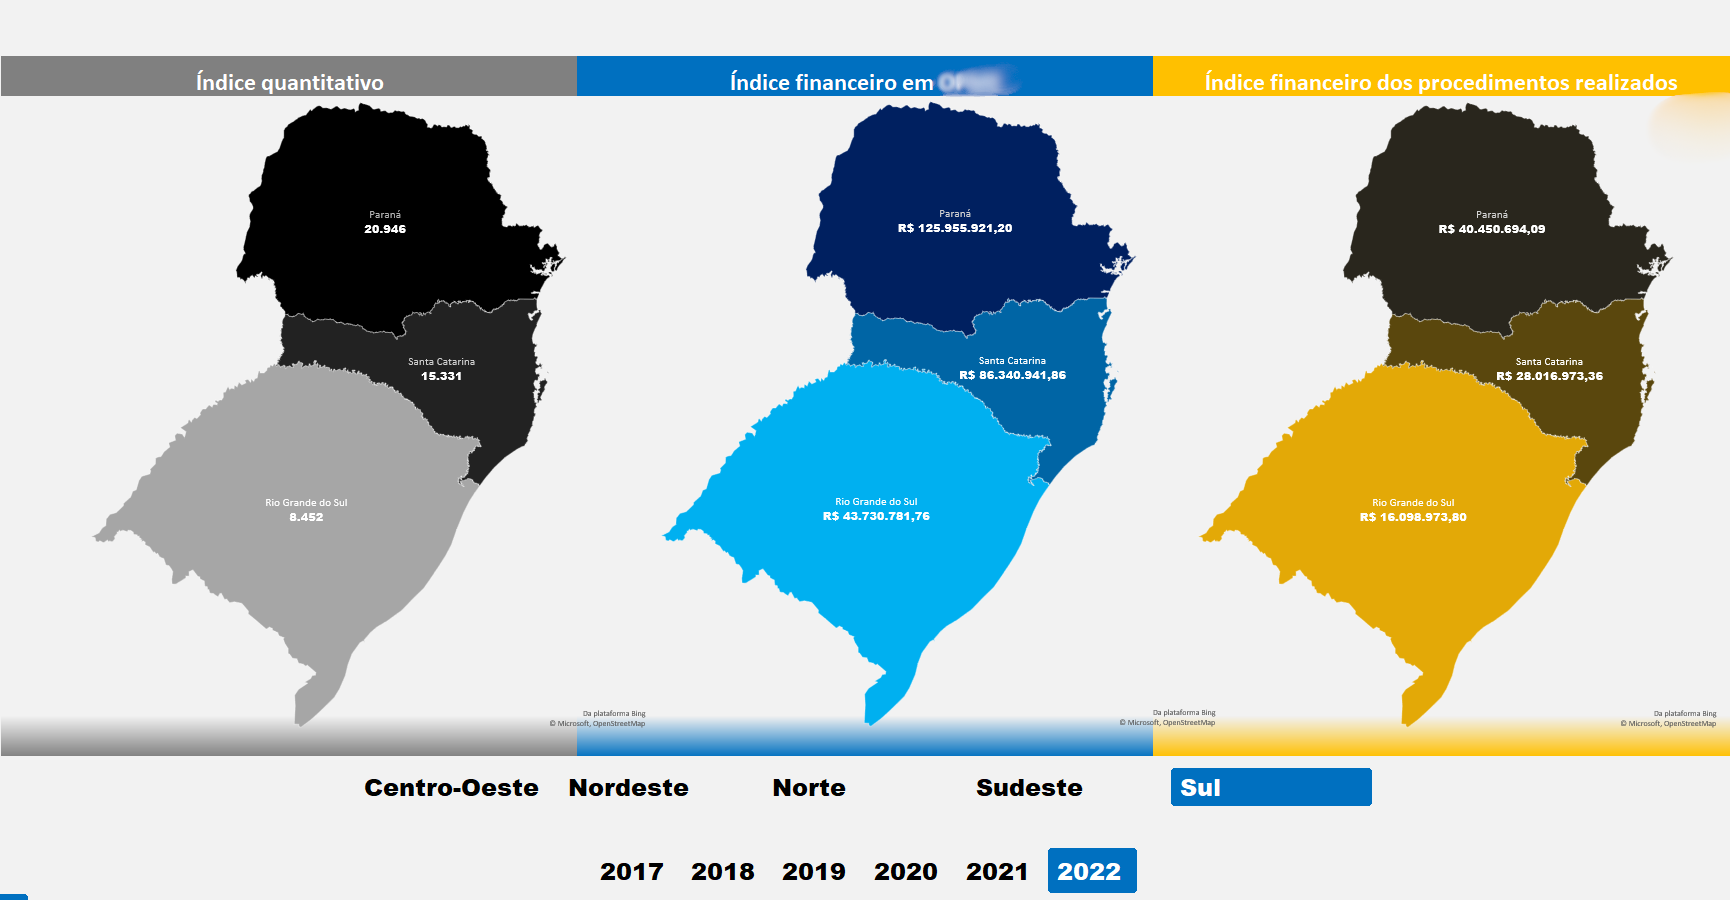 Índice quantitativo
Índice financeiro em
Índice financeiro dos procedimentos realizados
Paraná
20.946
Santa Catarina
15.331
Rio Grande do Sul
8.452
Da plataforma Bing
© Microsoft, OpenStreetMap
Paraná
R$ 125.955.921,20
Santa Catarina
R$ 86.340.941,86
Rio Grande do Sul
R$ 43.730.781,76
Da plataforma Bing
© Microsoft, OpenStreetMap
Paraná
R$ 40.450.694,09
Santa Catarina
R$ 28.016.973,36
Rio Grande do Sul
R$ 16.098.973,80
Da plataforma Bing
© Microsoft, OpenStreetMap
Centro-Oeste Nordeste Norte Sudeste Sul
2017 2018 2019 2020 2021 2022